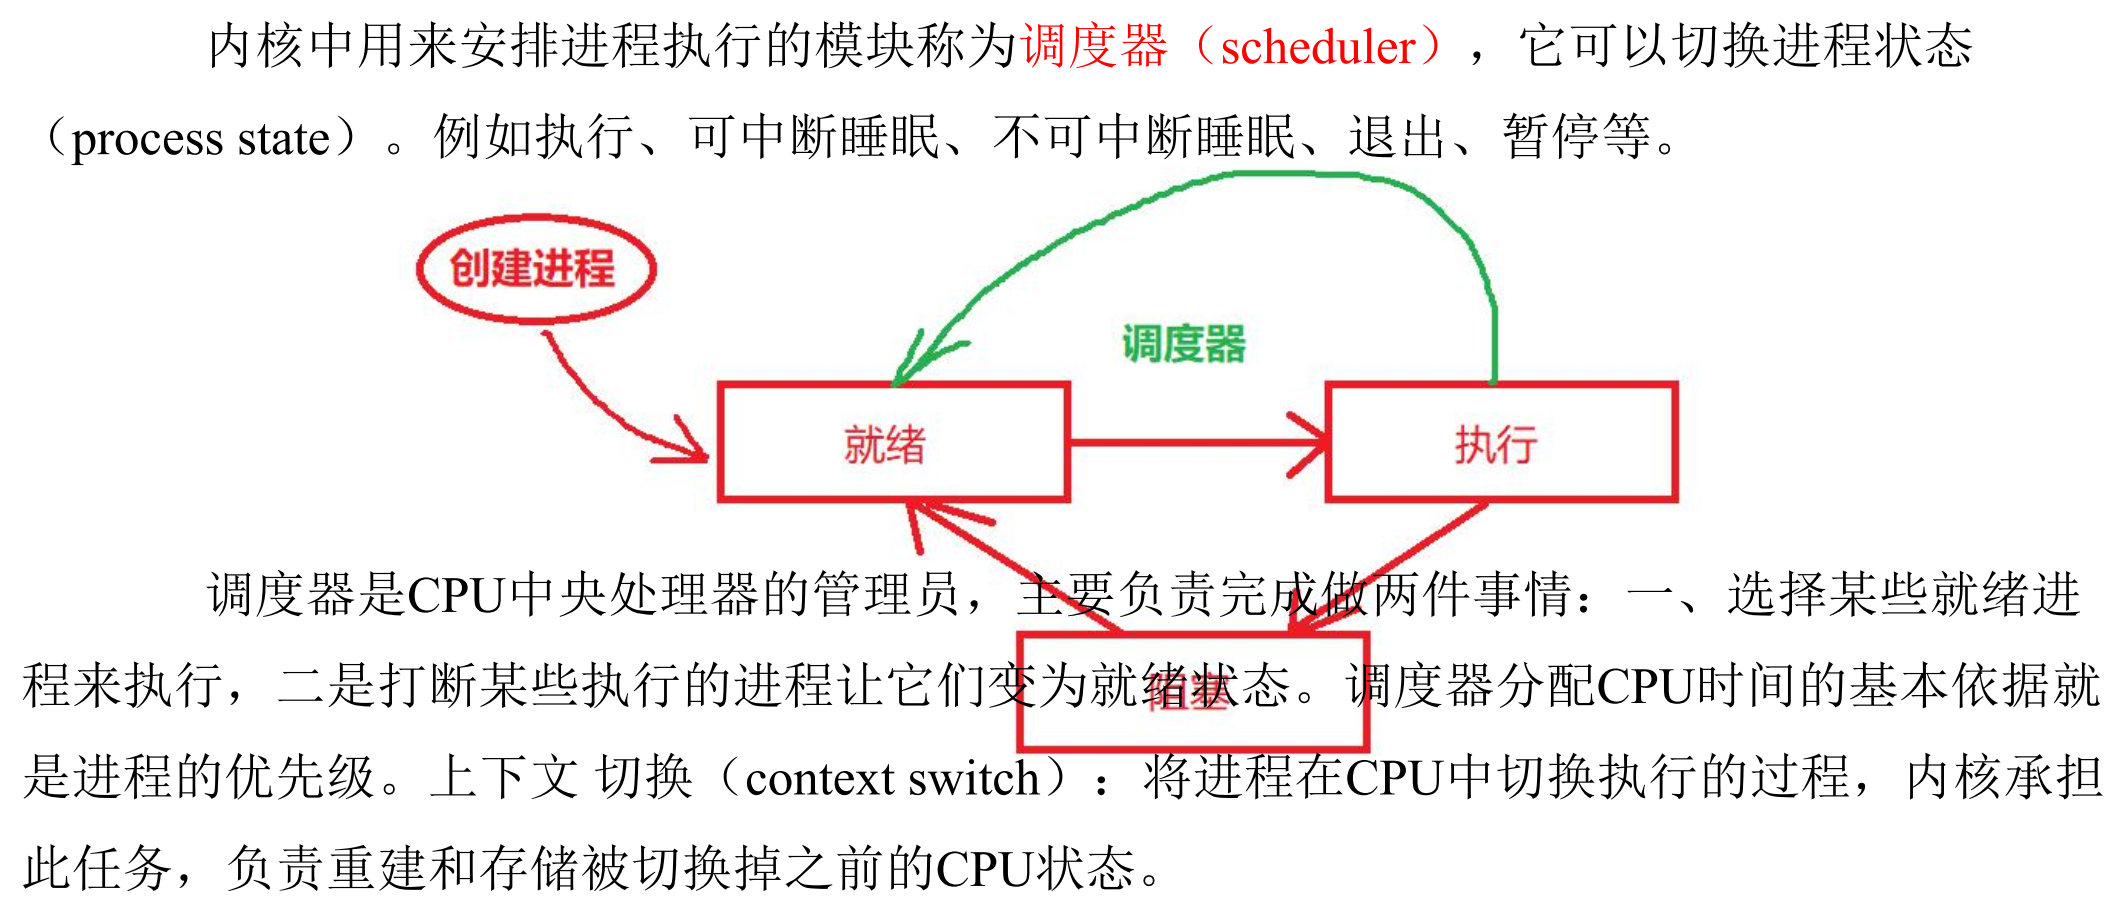 内核中用来安排进程执行的模块称为调度器（scheduler），它可以切换进程状态
（process state）。例如执行、可中断睡眠、不可中断睡眠、退出、暂停等。
创建进程
调度器
就绪
执行
调度器是CPU中央处理器的管理员，主要负责完成做两件事情：一、选择某些就绪进
程来执行，二是打断某些执行的进程让它们变为就绪状态。调度器分配CPU时间的基本依据就
阻塞
是进程的优先级。上下文 切换（context switch）：将进程在CPU中切换执行的过程，内核承担
此任务，负责重建和存储被切换掉之前的CPU状态。